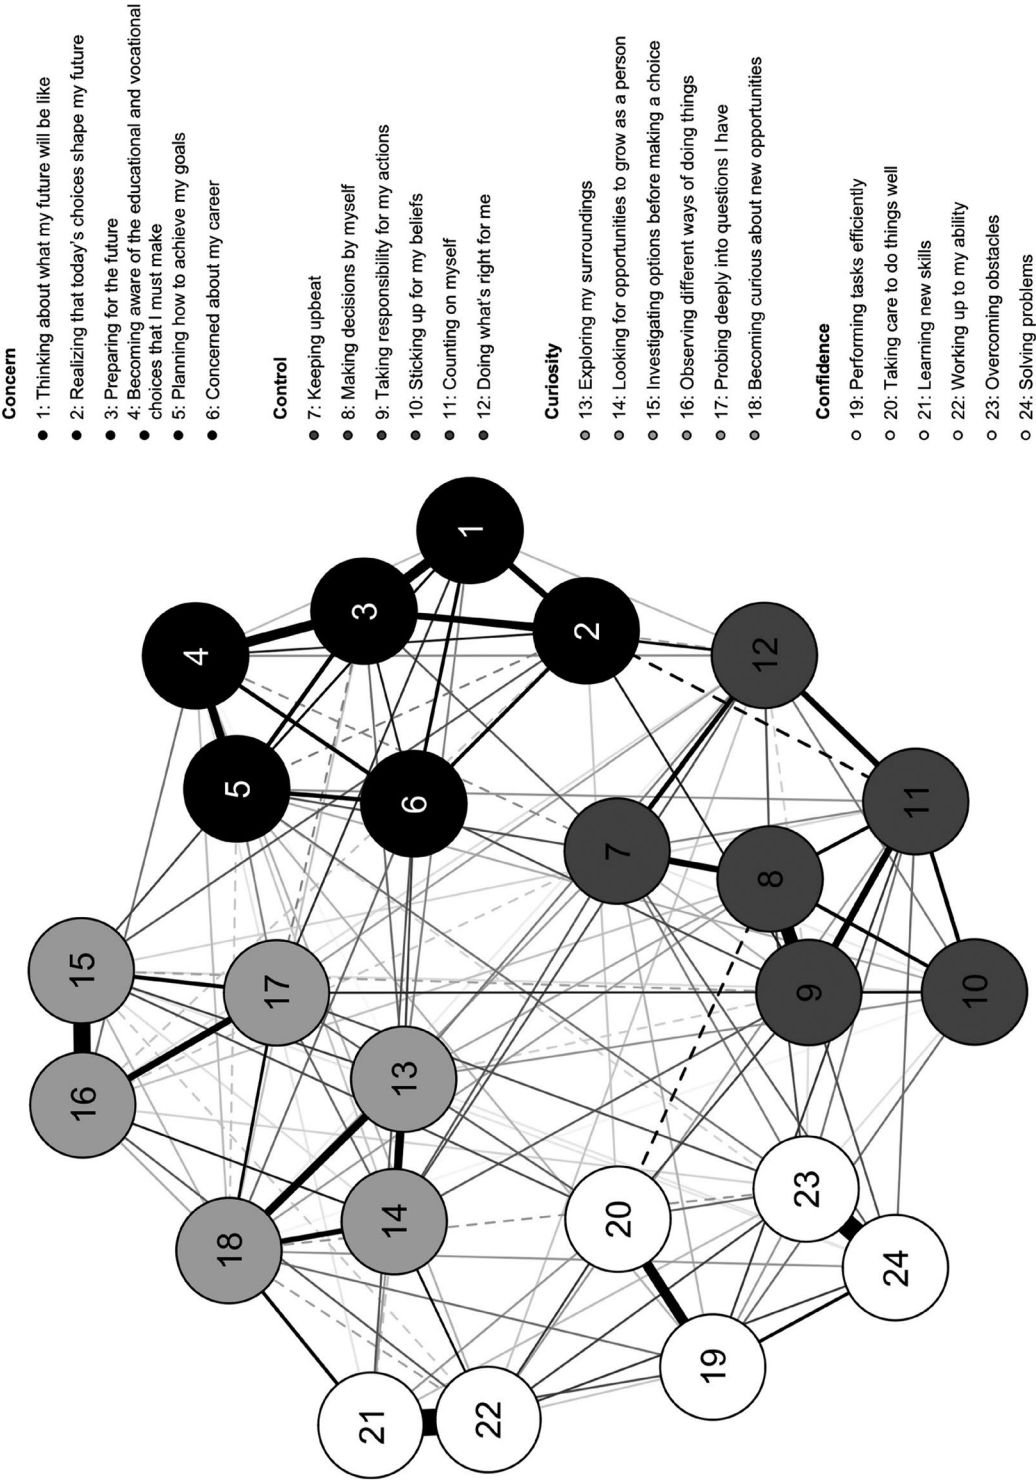 Concern
1: Thinking about what my future will be like
2: Realizing that today's choices shape my future
3: Preparing for the future
4: Becoming aware of the educational and vocational
choices that I must make
5: Planning how to achieve my goals
6: Concerned about my career
Control
7: Keeping upbeat
8: Making decisions by myself
9: Taking responsibility for my actions
10: Sticking up for my beliefs
11: Counting on myself
12: Doing what's right for me
Curiosity
13: Exploring my surroundings
14: Looking for opportunities to grow as a person
15: Investigating options before making a choice
16: Observing different ways of doing things
17: Probing deeply into questions I have
18: Becoming curious about new opportunities
Confidence
19: Performing tasks efficiently
20: Taking care to do things well
21: Learning new skills
22: Working up to my ability
23: Overcoming obstacles
24: Solving problems
1
2
3
4
5
6
7
8
9
10
11
12
13
14
15
16
17
18
19
20
21
22
23
24